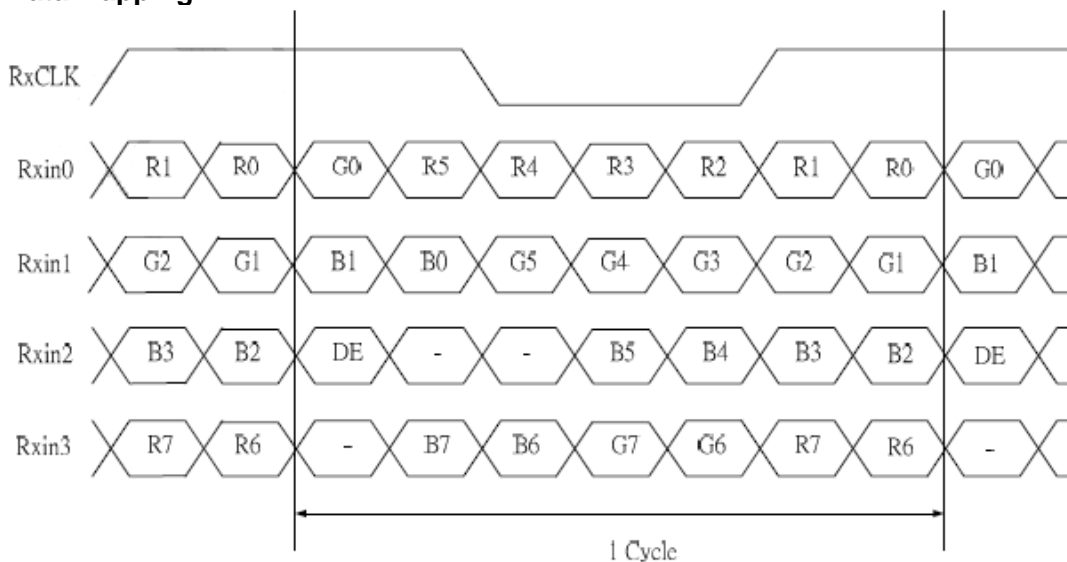 RxCLK
Rxin0 R1 R0 G0 R5 R4 R3 R2 R1 R0 G0
Rxin1 G2 G1 B1 B0 G5 G4 G3 G2 G1 B1
Rxin2 B3 B2 DE - - B5 B4 B3 B2 DE
Rxin3 R7 R6 - B7 B6 G7 G6 R7 R6 -
1 Cycle